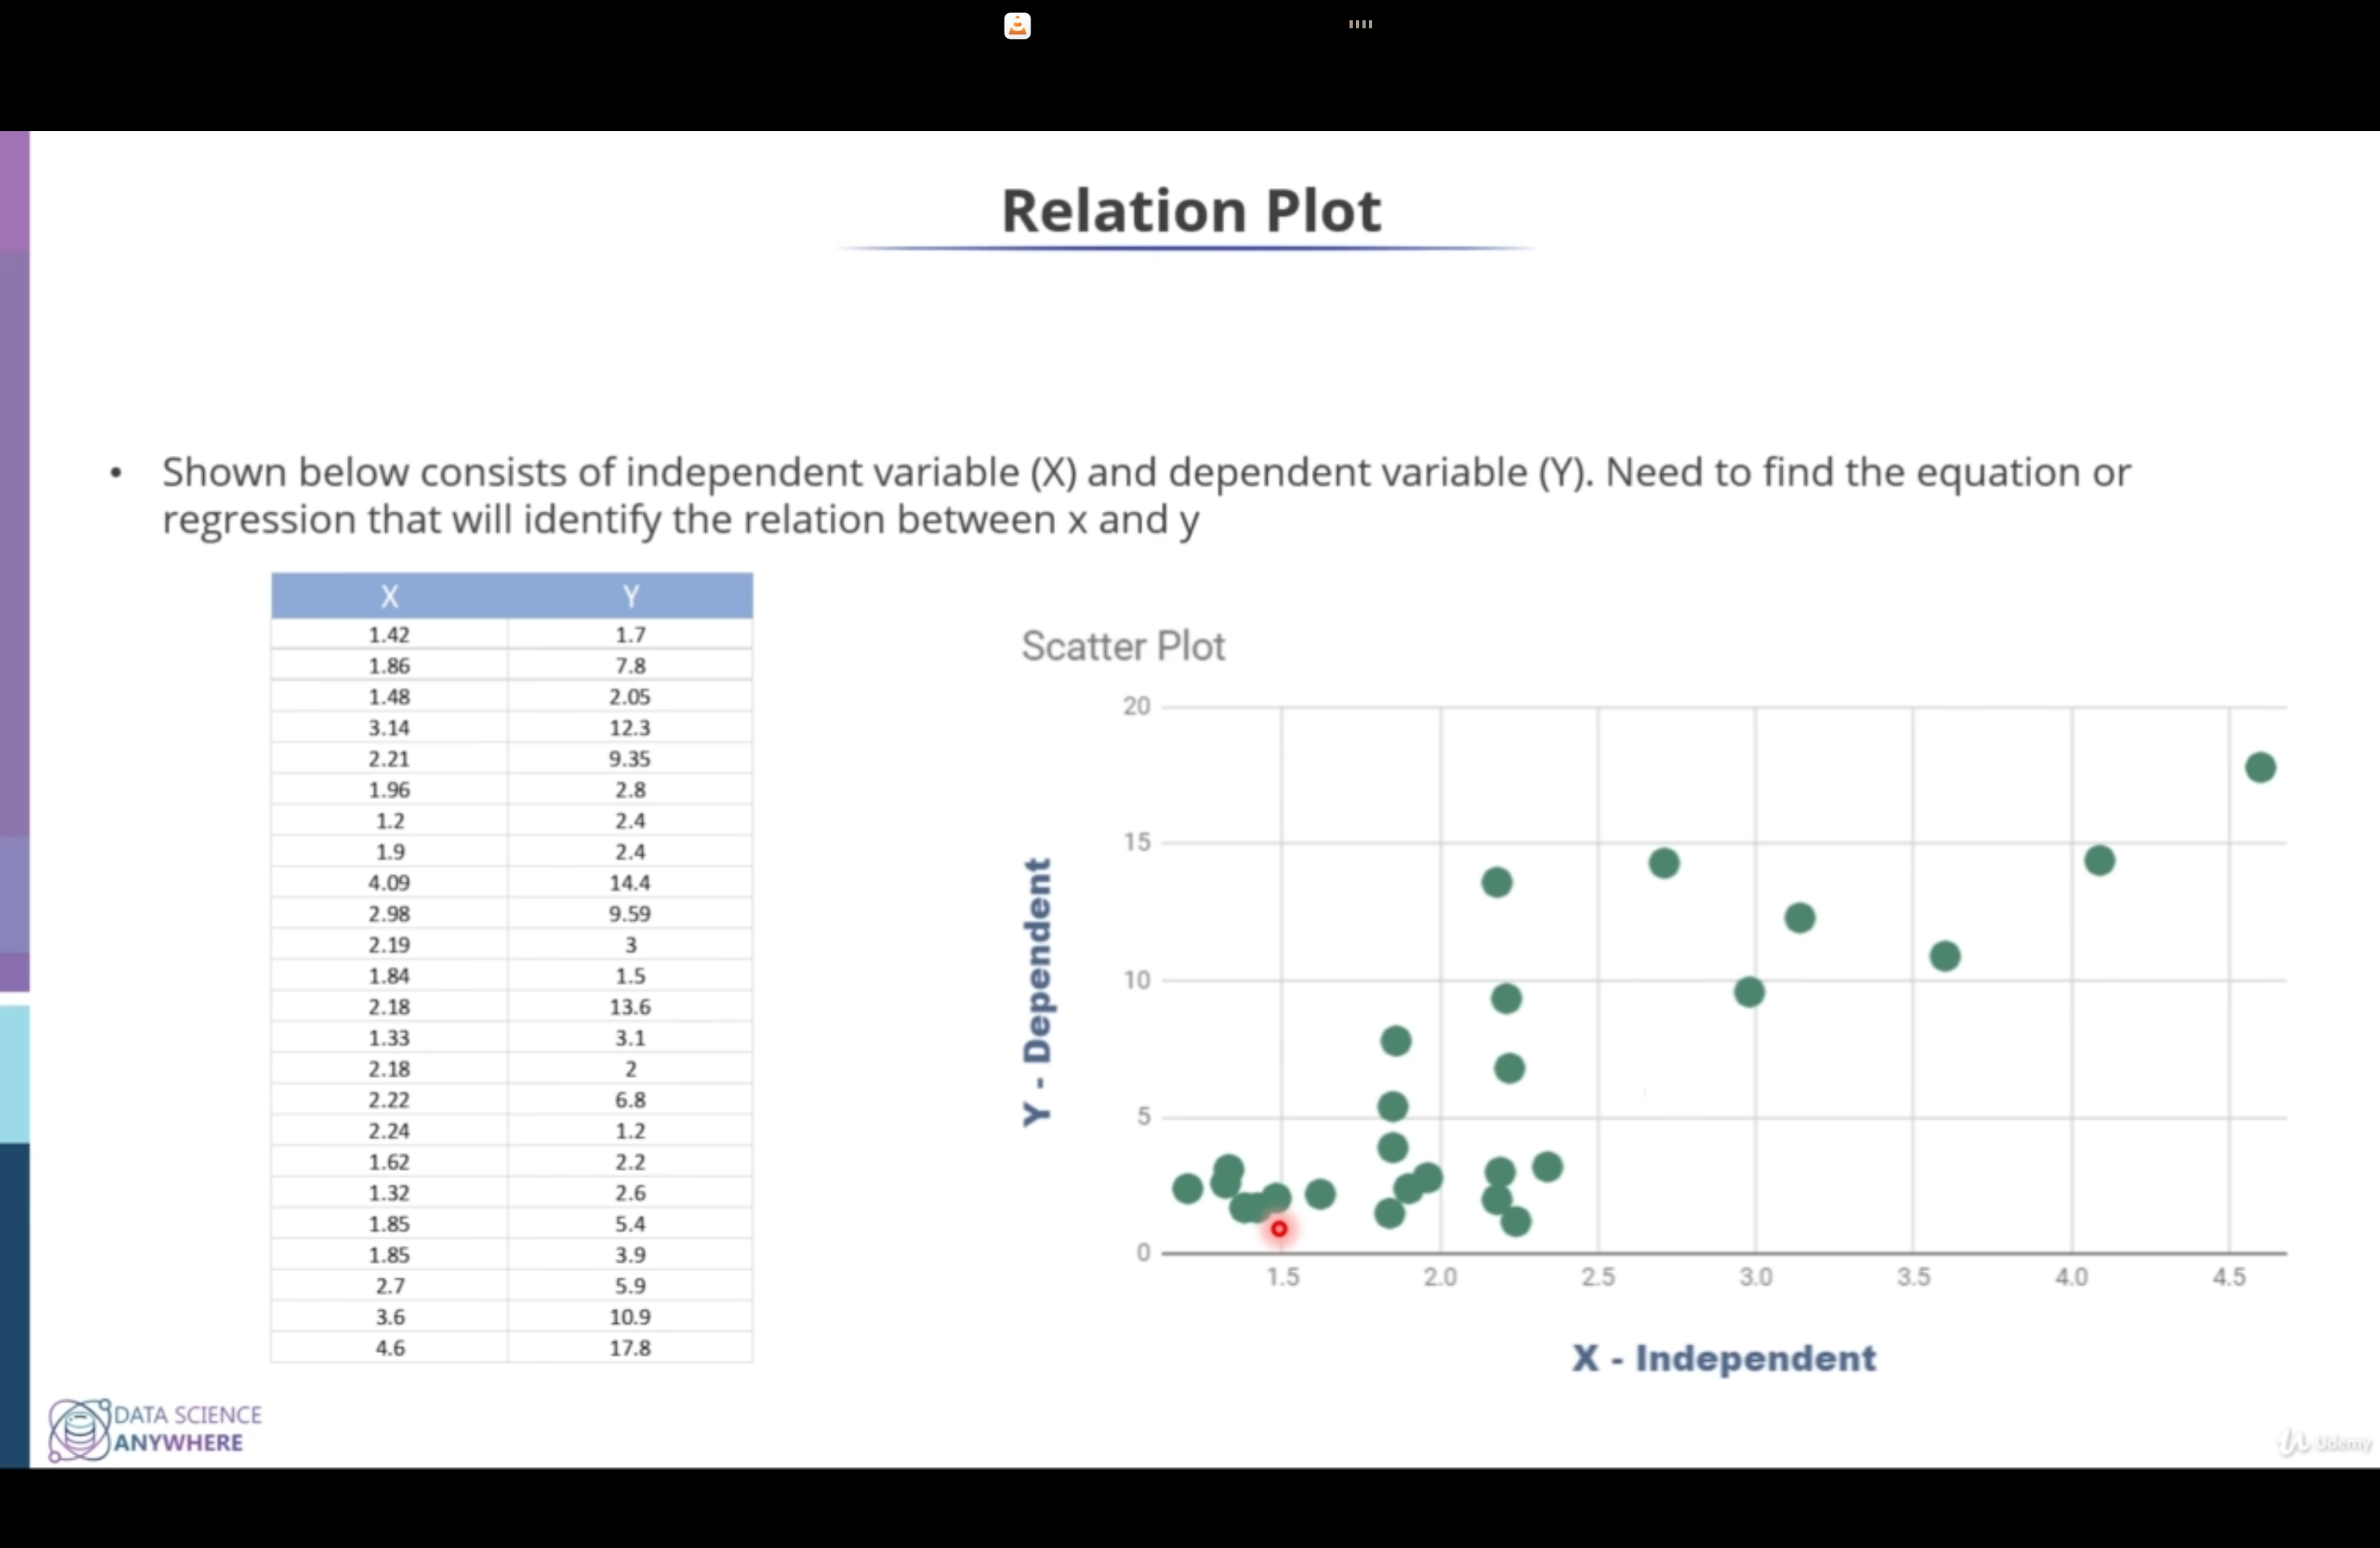 Relation Plot
• Shown below consists of independent variable (X) and dependent variable (Y). Need to find the equation or
regression that will identify the relation between x and y
X Y
1.42 1.7
1.86 7.8
1.48 2.05
3.14 12.3
2.21 9.35
1.96 2.8
1.2 2.4
1.9 2.4
4.09 14.4
2.98 9.59
2.19 3
1.84 1.5
2.18 13.6
1.33 3.1
2.18 2
2.22 6.8
2.24 1.2
1.62 2.2
1.32 2.6
1.85 5.4
1.85 3.9
2.7 5.9
3.6 10.9
4.6 17.8
Scatter Plot
Y - Dependent
20
15
10
5
0
1.5 2.0 2.5 3.0 3.5 4.0 4.5
X - Independent
DATA SCIENCE
ANYWHERE
Udemy